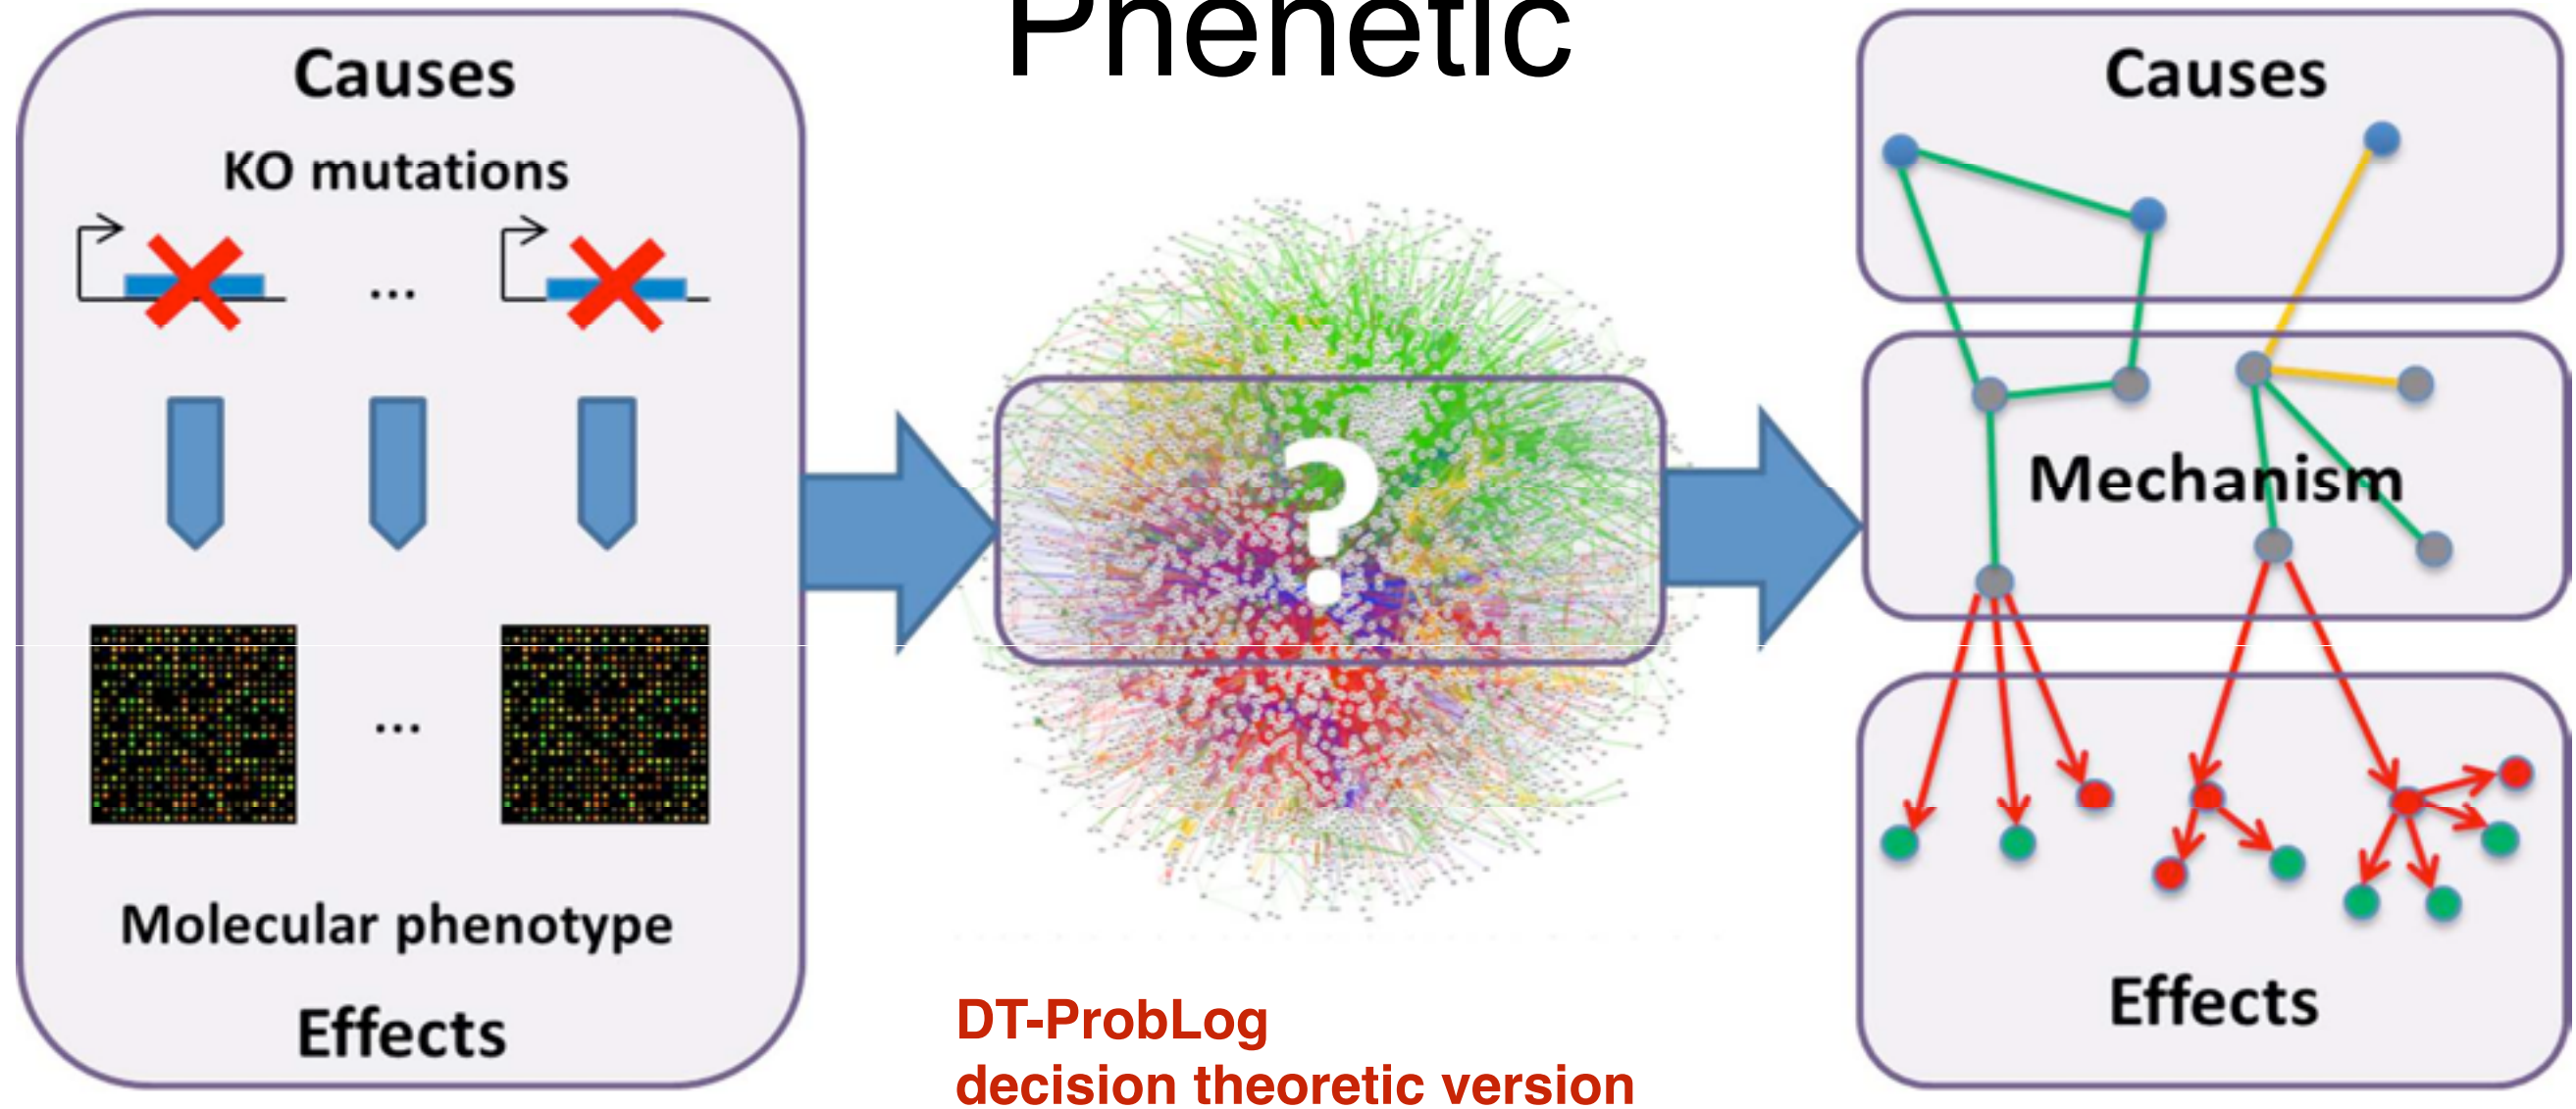 Phenetic
Causes
KO mutations
...
...
Molecular phenotype
Effects
?
DT-ProbLog
decision theoretic version
Causes
Mechanism
Effects